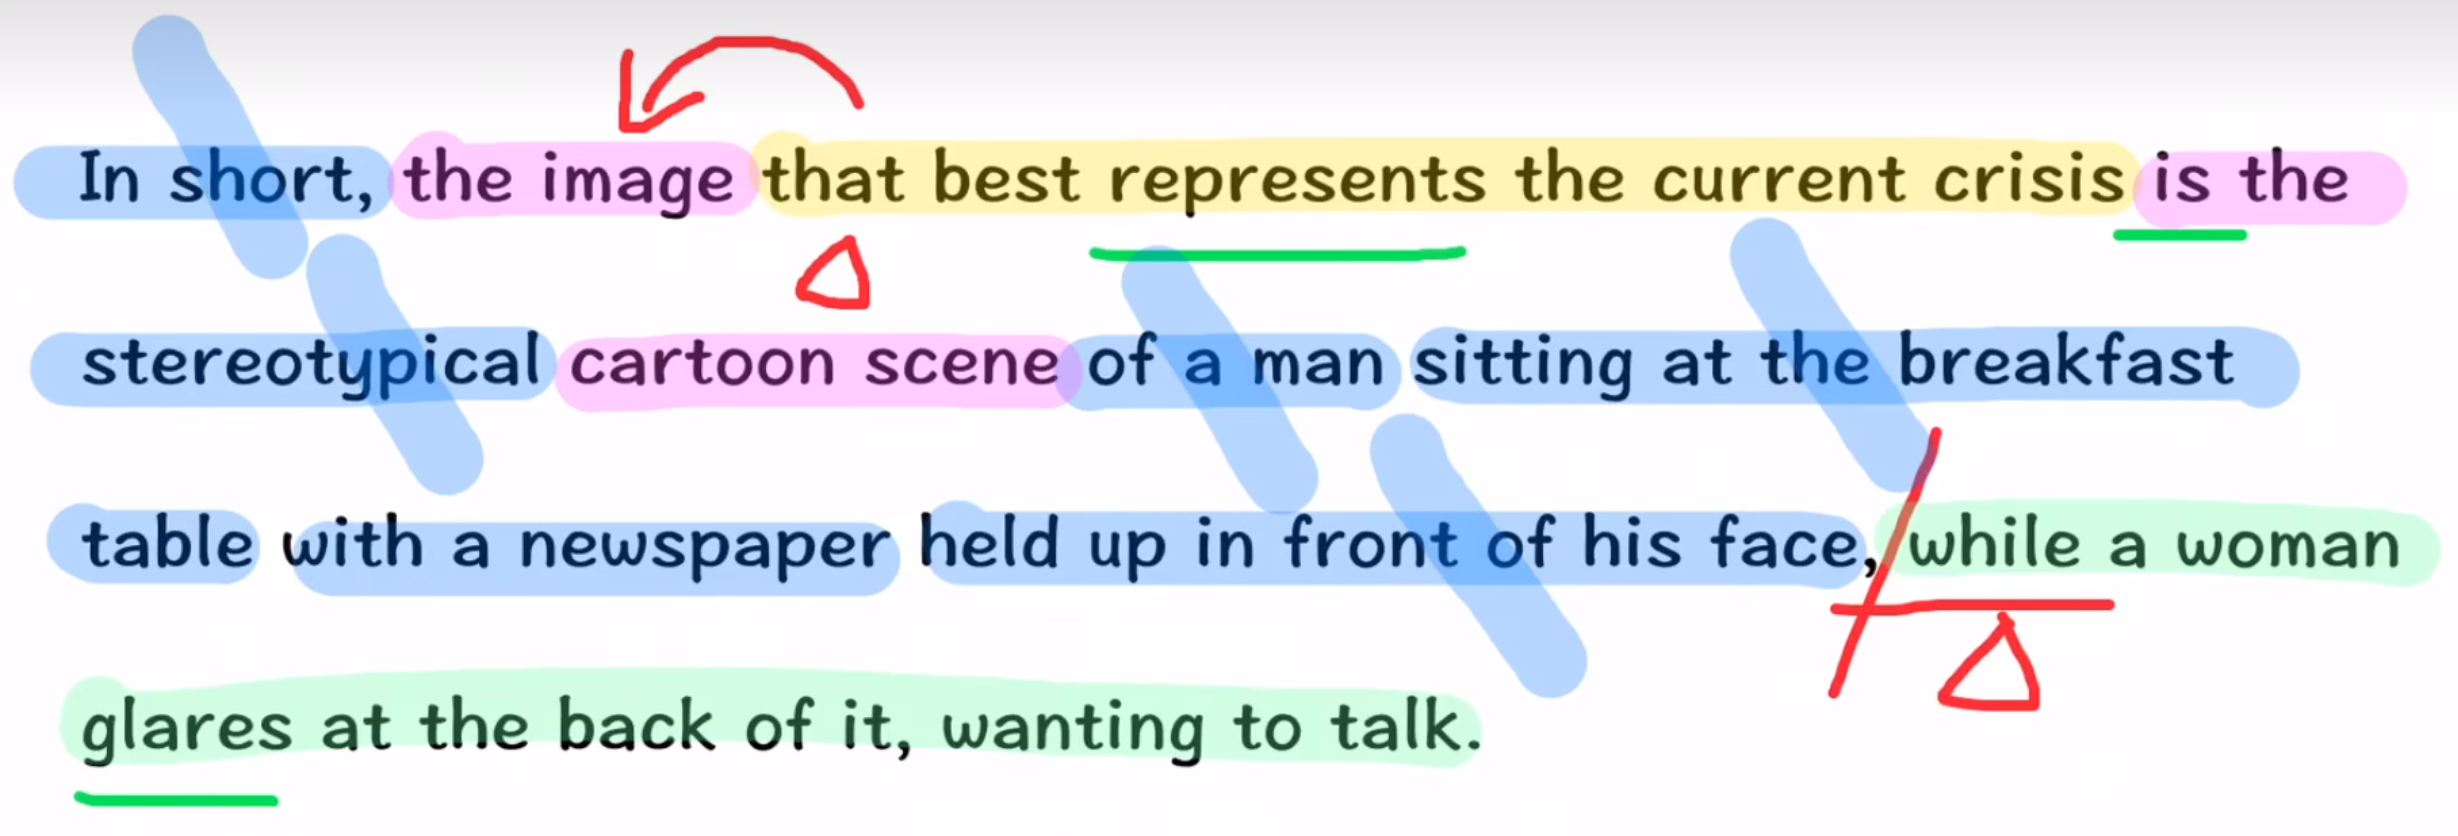 In short, the image that best represents the current crisis is the
stereotypical cartoon scene of a man sitting at the breakfast
table with a newspaper held up in front of his face, while a woman
glares at the back of it, wanting to talk.